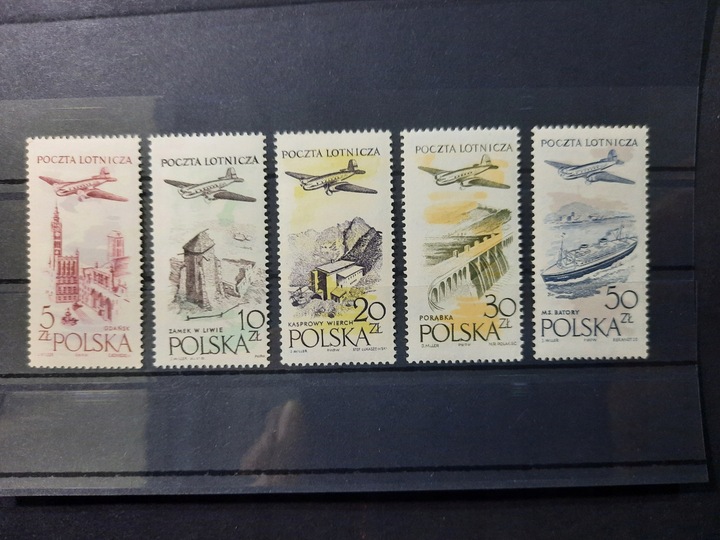 POCZTA LOTNICZA
5 ZŁ
GDAŃSK
POLSKA
POCZTA LOTNICZA
ZAMEK W LIWIE
10 ZŁ
POLSKA
POCZTA LOTNICZA
KASPROWY WIERCH
20 ZŁ
POLSKA
POCZTA LOTNICZA
PORĄBKA
30 ZŁ
POLSKA
POCZTA LOTNICZA
M/S. BATORY
50 ZŁ
POLSKA